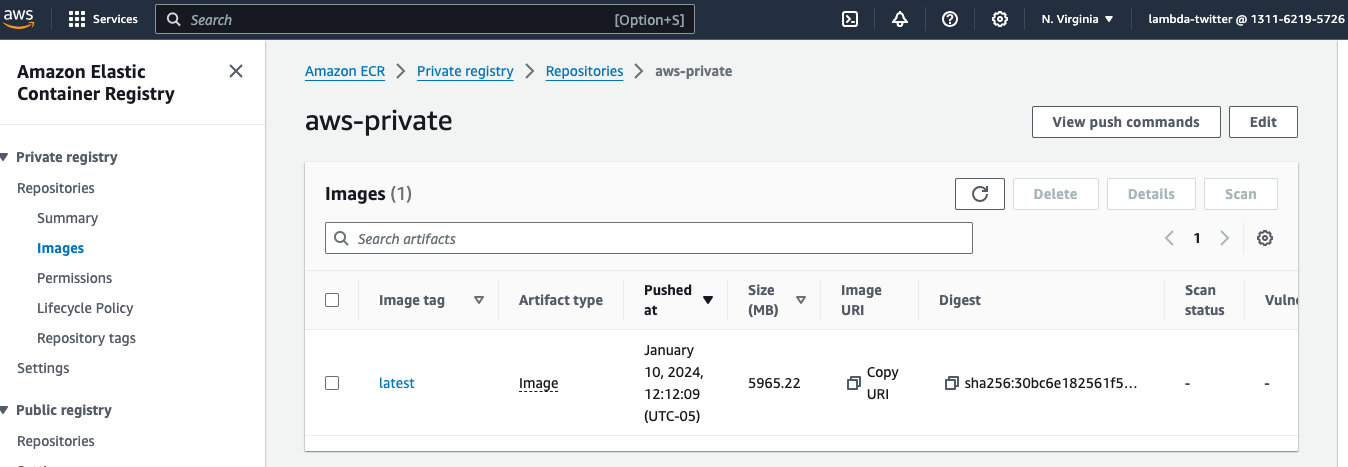 aws
Services
Search
[Option+S]
N. Virginia
lambda-twitter @ 1311-6219-5726
Amazon Elastic
Container Registry
Private registry
Repositories
Summary
Images
Permissions
Lifecycle Policy
Repository tags
Settings
Public registry
Repositories
Amazon ECR
Private registry
Repositories
aws-private
aws-private
View push commands
Edit
Images (1)
Delete
Details
Scan
Search artifacts
1
Image tag
Artifact type
Pushed
at
Size
(MB)
Image
URI
Digest
Scan
status
Vuln
latest
Image
January
10, 2024,
12:12:09
(UTC-05)
5965.22
Copy
URI
sha256:30bc6e182561f5...
-
-